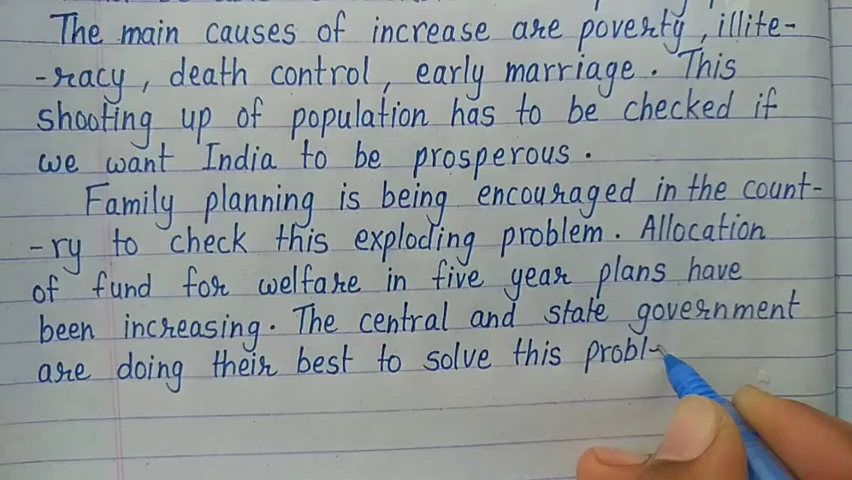 The main causes of increase are poverty, illite-
-racy, death control, early marriage. This
shooting up of population has to be checked if
we want India to be prosperous.
Family planning is being encouraged in the count-
-ry to check this exploding problem. Allocation
of fund for welfare in five year plans have
been increasing. The central and state government
are doing their best to solve this probl